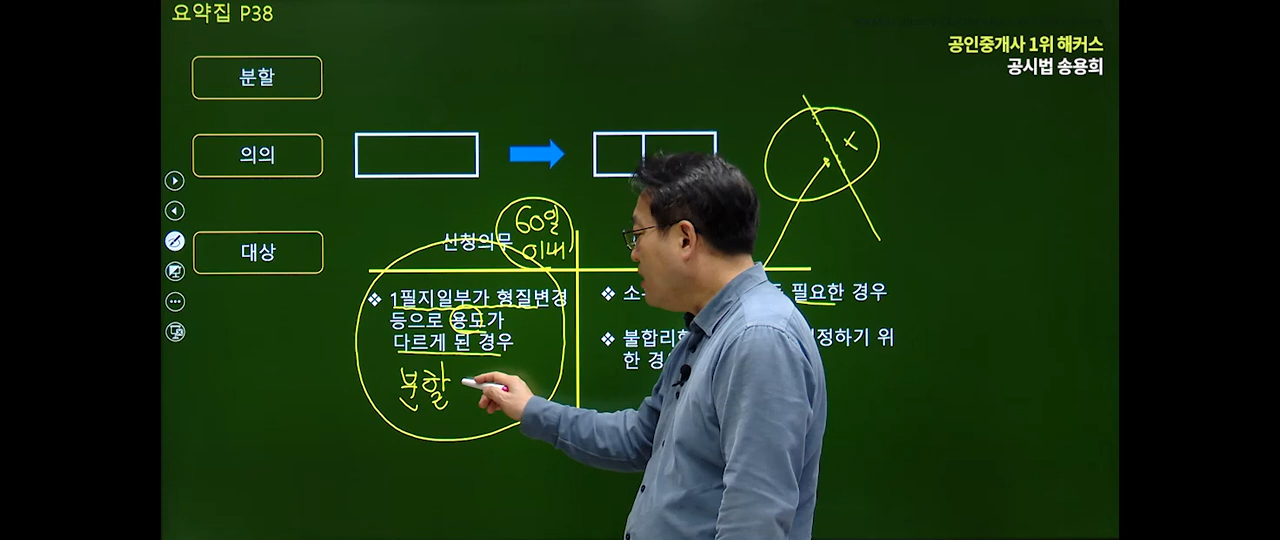 요약집 P38
공인중개사 1위 해커스
공시법 송용희
분할
의의
대상
60일
이내
신청의무
❖ 1필지일부가 형질변경
등으로 용도가
다르게 된 경우
분할
❖ 소 필요한 경우
❖ 불합리한 정하기 위
한 경